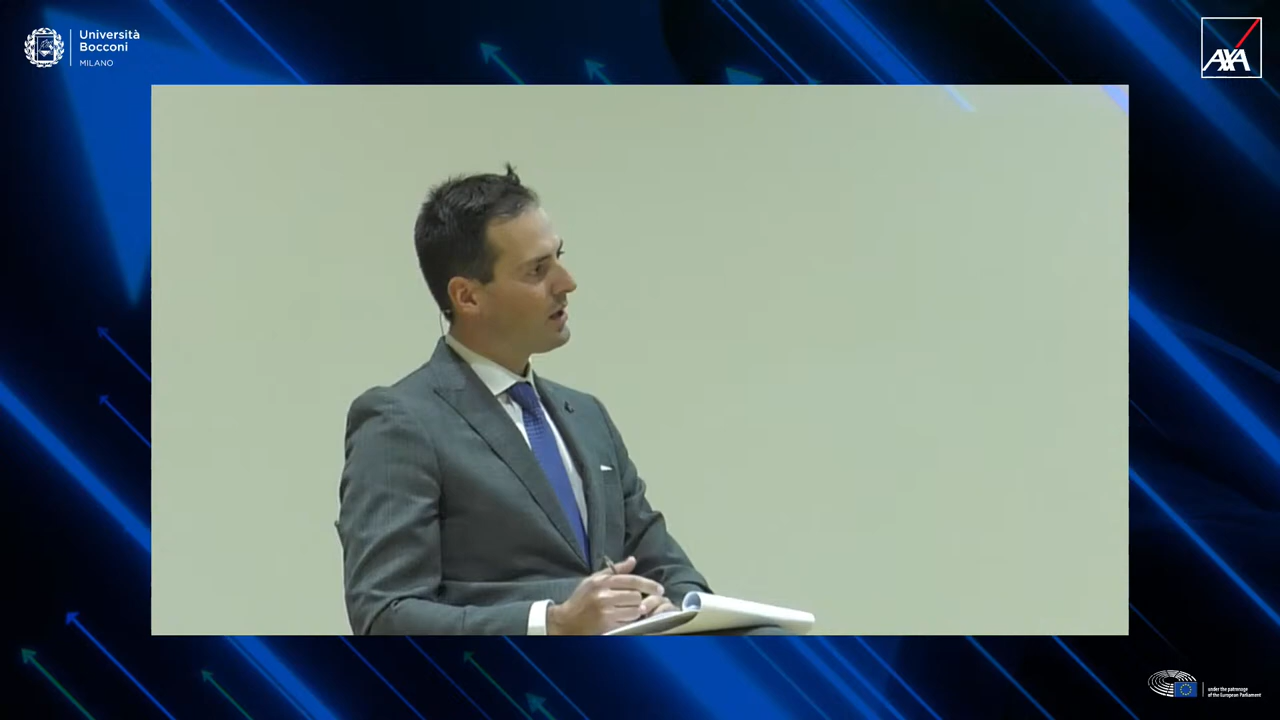 Università
Bocconi
MILANO
AXA
under the patronage
of the European Parliament